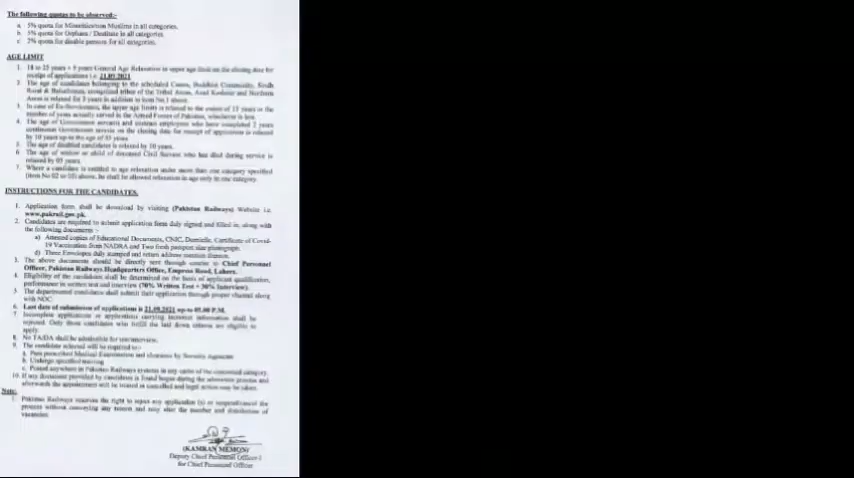 The following quotas to be observed:-
a. 5% quota for Minorities/non Muslims in all categories.
b. 5% quota for Orphans / Destitute in all categories
c. 2% quota for disable persons for all categories.
AGE LIMIT
1. 18 to 25 years + 5 years General Age Relaxation in upper age limit on the closing date for
receipt of applications i.e. 21.09.2021
2. The age of candidates belonging to the scheduled Castes, Buddhist Community, Sindh
Rural & Balochistan, recognized tribes of the Tribal Areas, Azad Kashmir and Northern
Areas is relaxed for 3 years in addition to item No.1 above.
3. In case of Ex-Servicemen, the upper age limits is relaxed to the extent of 15 years or the
number of years actually served in the Armed Forces of Pakistan, whichever is less.
4. The age of Government servants and contract employees who have completed 2 years
continuous Government service on the closing date for receipt of application is relaxed
by 10 years up to the age of 55 years.
5. The age of disabled candidates is relaxed by 10 years.
6. The age of widow or child of deceased Civil Servant who has died during service is
relaxed by 05 years.
7. Where a candidate is entitled to age relaxation under more than one category specified
(item No 02 to 05) above, he shall be allowed relaxation in age only in one category.
INSTRUCTIONS FOR THE CANDIDATES.
1. Application form shall be download by visiting (Pakistan Railways) Website i.e.
www.pakrail.gov.pk.
2. Candidates are required to submit application form duly signed and filled in, along with
the following documents :-
a) Attested copies of Educational Documents, CNIC, Domicile, Certificate of Covid-
19 Vaccination from NADRA and Two fresh passport size photograph.
d) Three Envelopes duly stamped and return address mention thereon.
3. The above documents should be directly sent through courier to Chief Personnel
Officer, Pakistan Railways Headquarters Office, Empress Road, Lahore.
4. Eligibility of the candidates shall be determined on the basis of applicant qualification,
performance in written test and interview (70% Written Test + 30% Interview).
5. The departmental candidates shall submit their application through proper channel along
with NOC
6. Last date of submission of applications is 21.09.2021 up to 05.00 P.M.
7. Incomplete applications or applications carrying incorrect information shall be
rejected. Only those candidates who fulfill the laid down criteria are eligible to
apply.
8. No TA/DA shall be admissible for test/interview.
9. The candidate selected will be required to:-
a. Pass prescribed Medical Examination and clearance by Security Agencies
b. Undergo specified training
c. Posted anywhere in Pakistan Railways systems in any cadre of the concerned category.
10. If any document provided by candidates is found bogus during the selection process and
afterwards the appointment will be treated as cancelled and legal action may be taken.
Note:
1. Pakistan Railways reserves the right to reject any application (s) or suspension of the
process without conveying any reason and may alter the number and distribution of
vacancies
(KAMRAN MEMON)
Deputy Chief Personnel Officer-I
for Chief Personnel Officer